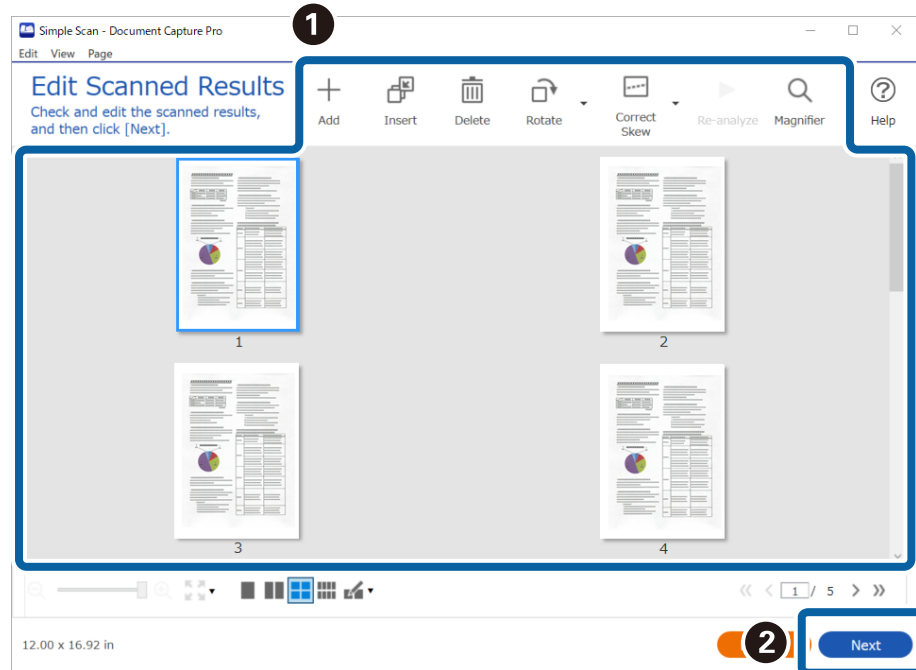 1
Simple Scan - Document Capture Pro
Edit View Page
Edit Scanned Results
Check and edit the scanned results,
and then click [Next].
Add
Insert
Delete
Rotate
Correct
Skew
Re-analyze
Magnifier
Help
1
2
3
4
1 / 5
12.00 x 16.92 in
2
Next